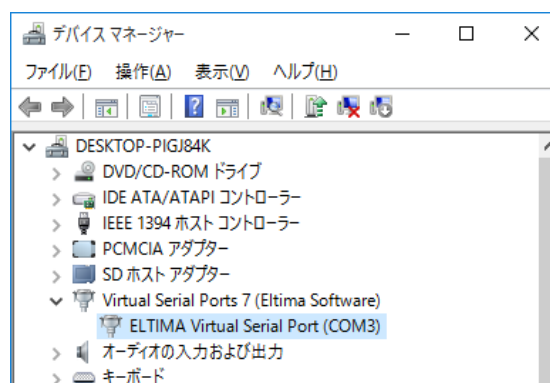 デバイス マネージャー
ファイル(F) 操作(A) 表示(V) ヘルプ(H)
DESKTOP-PIGJ84K
DVD/CD-ROM ドライブ
IDE ATA/ATAPI コントローラー
IEEE 1394 ホスト コントローラー
PCMCIA アダプター
SD ホスト アダプター
Virtual Serial Ports 7 (Eltima Software)
ELTIMA Virtual Serial Port (COM3)
オーディオの入力および出力
キーボード